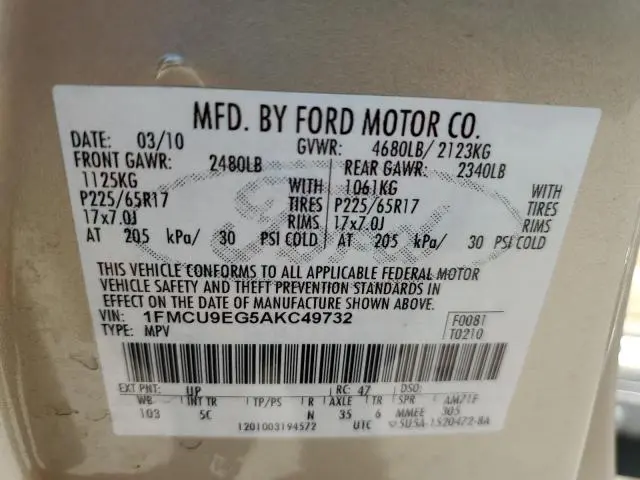 MFD. BY FORD MOTOR CO.
DATE: 03/10 GVWR: 4680LB/ 2123KG
FRONT GAWR: 2480LB REAR GAWR: 2340LB
1125KG WITH 1061KG WITH
P225/65R17 TIRES P225/65R17 TIRES
17x7.0J RIMS 17x7.0J RIMS
AT 205 kPa/ 30 PSI COLD AT 205 kPa/ 30 PSI COLD
THIS VEHICLE CONFORMS TO ALL APPLICABLE FEDERAL MOTOR
VEHICLE SAFETY AND THEFT PREVENTION STANDARDS IN
EFFECT ON THE DATE OF MANUFACTURE SHOWN ABOVE.
VIN: 1FMCU9EG5AKC49732 F0081
TYPE: MPV T0210
EXT PNT: UP RC: 47 DSO:
WB INT TR TP/PS R AXLE TR SPR AM71F
103 5C N 35 6 MMEE 305
1201003194572 UTC 5U5A-1520472-BA